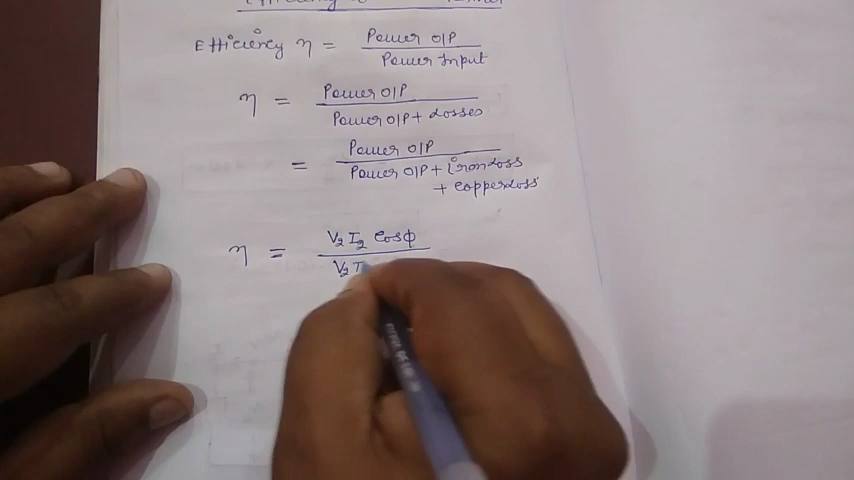 Efficiency η = Power O/P
Power Input
η = Power O/P
Power O/P + Losses
= Power O/P
Power O/P + Iron Loss
+ Copper Loss
η = V2 I2 Cosφ
V2 I